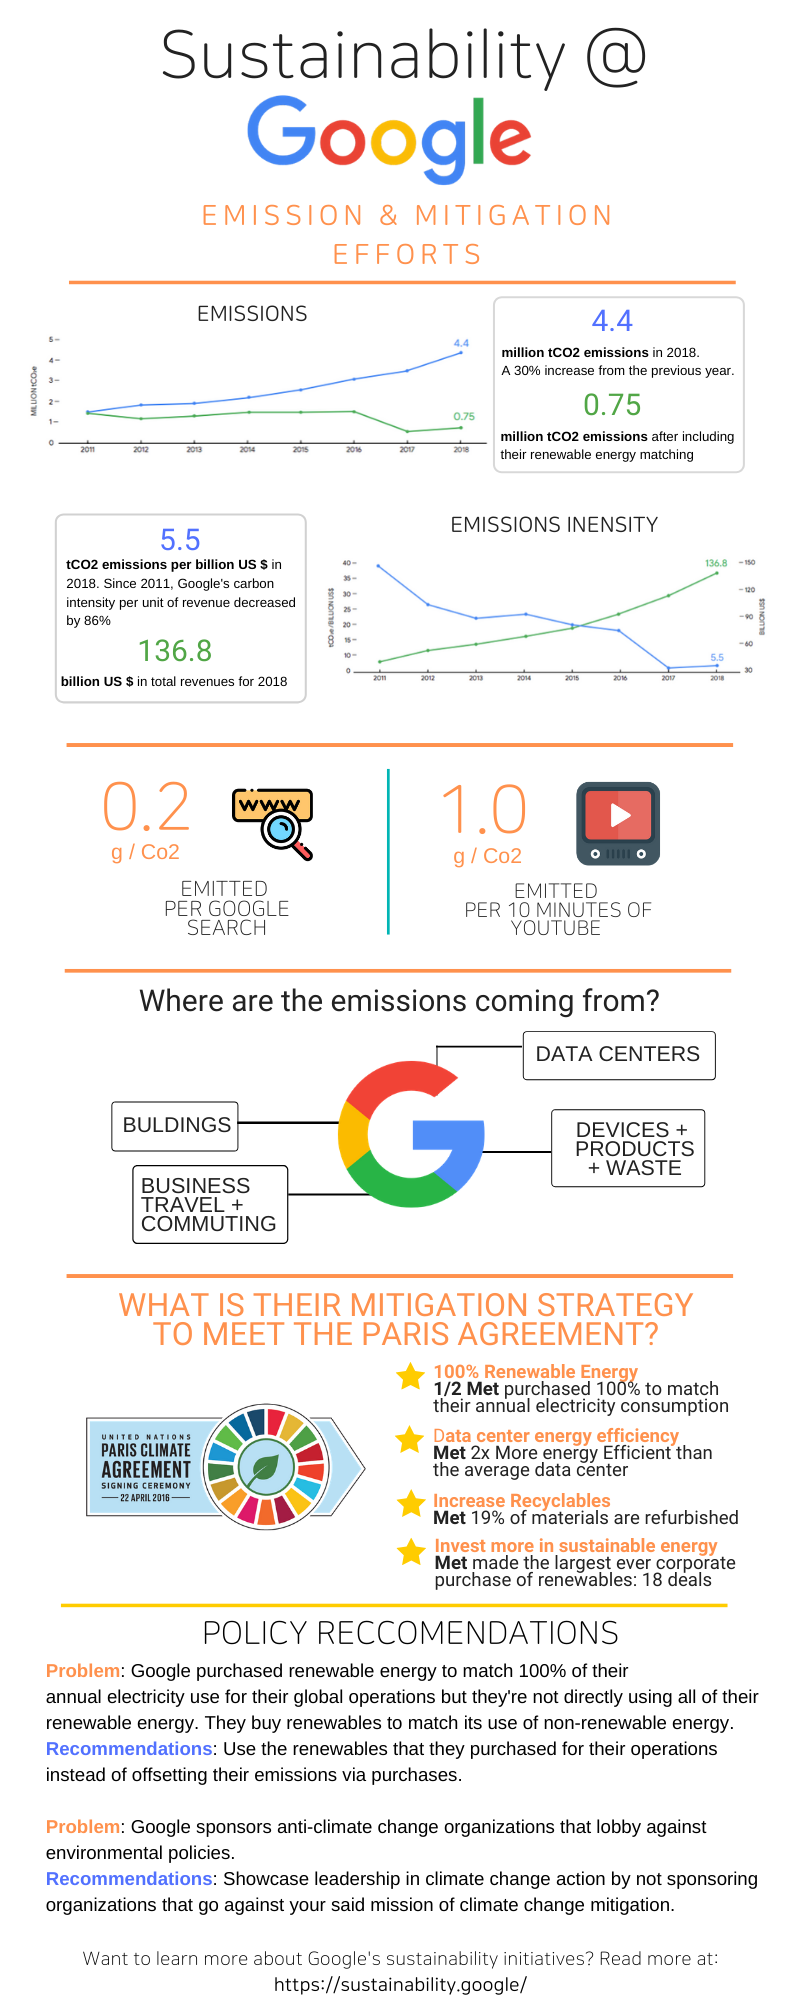 Sustainability @
Google
EMISSION & MITIGATION
EFFORTS
EMISSIONS
MILLION tCO₂e
5
4
3
2
1
0
4.4
0.75
2011 2012 2013 2014 2015 2016 2017 2018
4.4
million tCO2 emissions in 2018.
A 30% increase from the previous year.
0.75
million tCO2 emissions after including
their renewable energy matching
5.5
tCO2 emissions per billion US $ in
2018. Since 2011, Google's carbon
intensity per unit of revenue decreased
by 86%
136.8
billion US $ in total revenues for 2018
EMISSIONS INENSITY
tCO₂e /BILLION US$
40
35
30
25
20
15
10
0
136.8
5.5
150
120
90
60
30
BILLION US$
2011 2012 2013 2014 2015 2016 2017 2018
0.2
g / Co2
www
EMITTED
PER GOOGLE
SEARCH
1.0
g / Co2
EMITTED
PER 10 MINUTES OF
YOUTUBE
Where are the emissions coming from?
DATA CENTERS
BULDINGS
DEVICES +
PRODUCTS
+ WASTE
BUSINESS
TRAVEL +
COMMUTING
WHAT IS THEIR MITIGATION STRATEGY
TO MEET THE PARIS AGREEMENT?
UNITED NATIONS
PARIS CLIMATE
AGREEMENT
SIGNING CEREMONY
22 APRIL 2016
100% Renewable Energy
1/2 Met purchased 100% to match
their annual electricity consumption
Data center energy efficiency
Met 2x More energy Efficient than
the average data center
Increase Recyclables
Met 19% of materials are refurbished
Invest more in sustainable energy
Met made the largest ever corporate
purchase of renewables: 18 deals
POLICY RECCOMENDATIONS
Problem: Google purchased renewable energy to match 100% of their
annual electricity use for their global operations but they're not directly using all of their
renewable energy. They buy renewables to match its use of non-renewable energy.
Recommendations: Use the renewables that they purchased for their operations
instead of offsetting their emissions via purchases.
Problem: Google sponsors anti-climate change organizations that lobby against
environmental policies.
Recommendations: Showcase leadership in climate change action by not sponsoring
organizations that go against your said mission of climate change mitigation.
Want to learn more about Google's sustainability initiatives? Read more at:
https://sustainability.google/